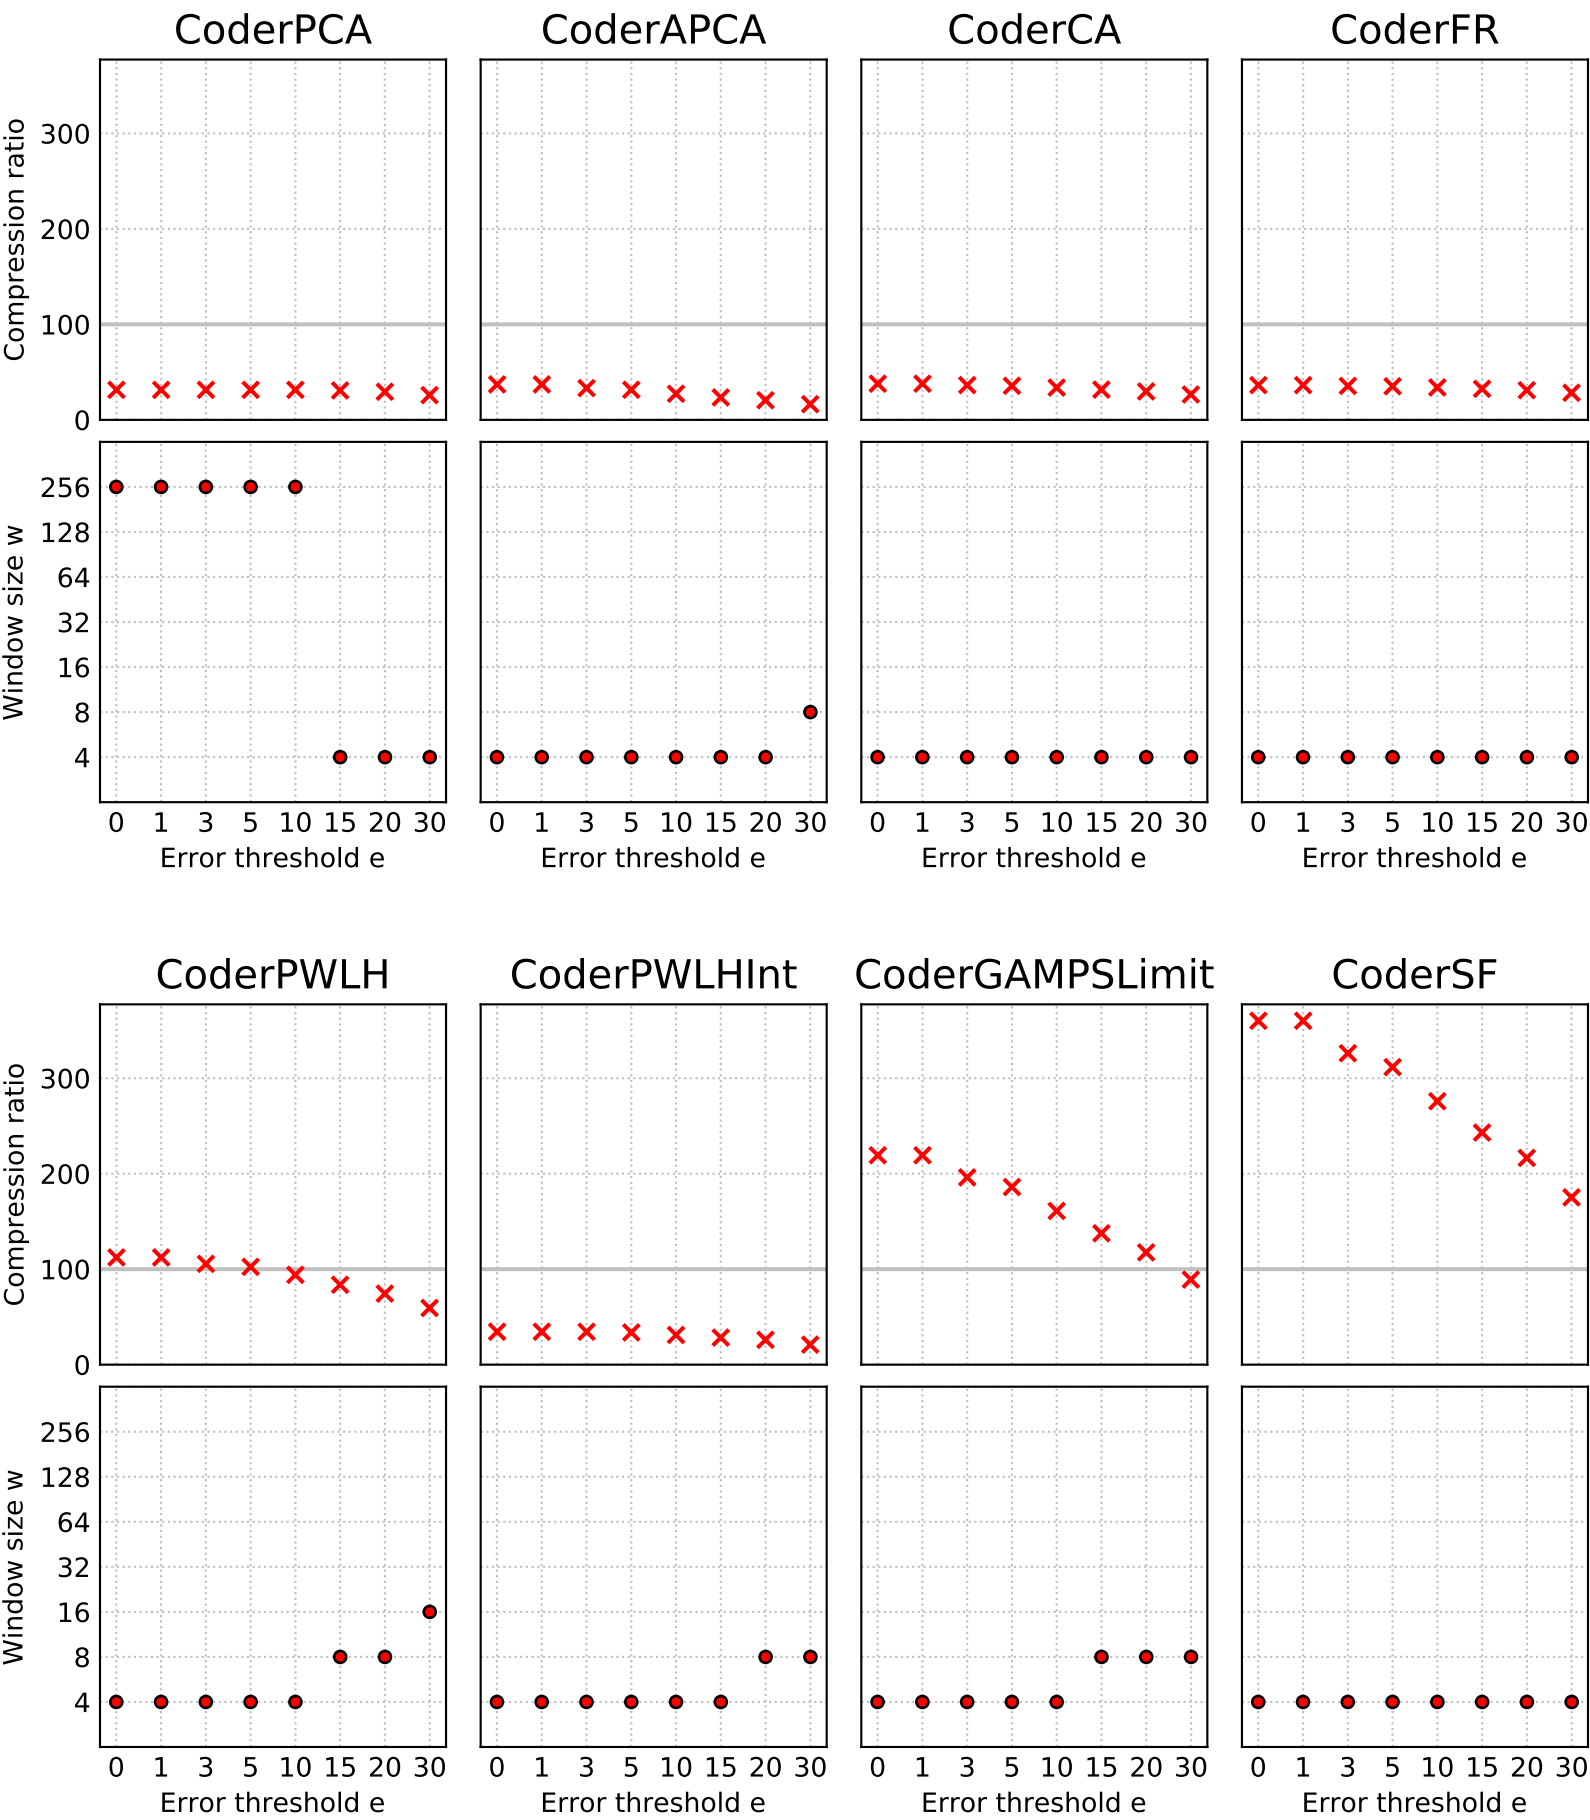 CoderPCA CoderAPCA CoderCA CoderFR
Compression ratio
300
200
100
0
Window size w
256
128
64
32
16
8
4
0 1 3 5 10 15 20 30 0 1 3 5 10 15 20 30 0 1 3 5 10 15 20 30 0 1 3 5 10 15 20 30
Error threshold e Error threshold e Error threshold e Error threshold e
CoderPWLH CoderPWLHInt CoderGAMPSLimit CoderSF
Compression ratio
300
200
100
0
Window size w
256
128
64
32
16
8
4
0 1 3 5 10 15 20 30 0 1 3 5 10 15 20 30 0 1 3 5 10 15 20 30 0 1 3 5 10 15 20 30
Error threshold e Error threshold e Error threshold e Error threshold e